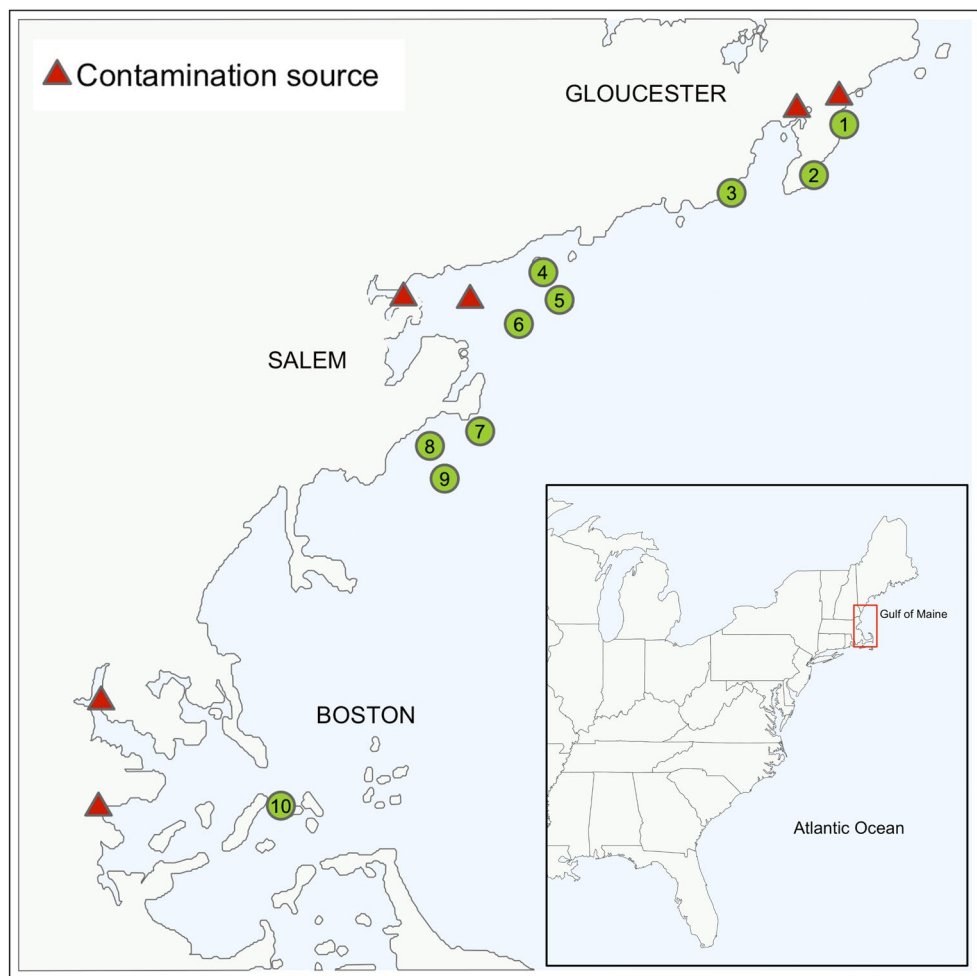 Contamination source
GLOUCESTER
1
2
3
4
5
6
SALEM
7
8
9
Gulf of Maine
BOSTON
10
Atlantic Ocean